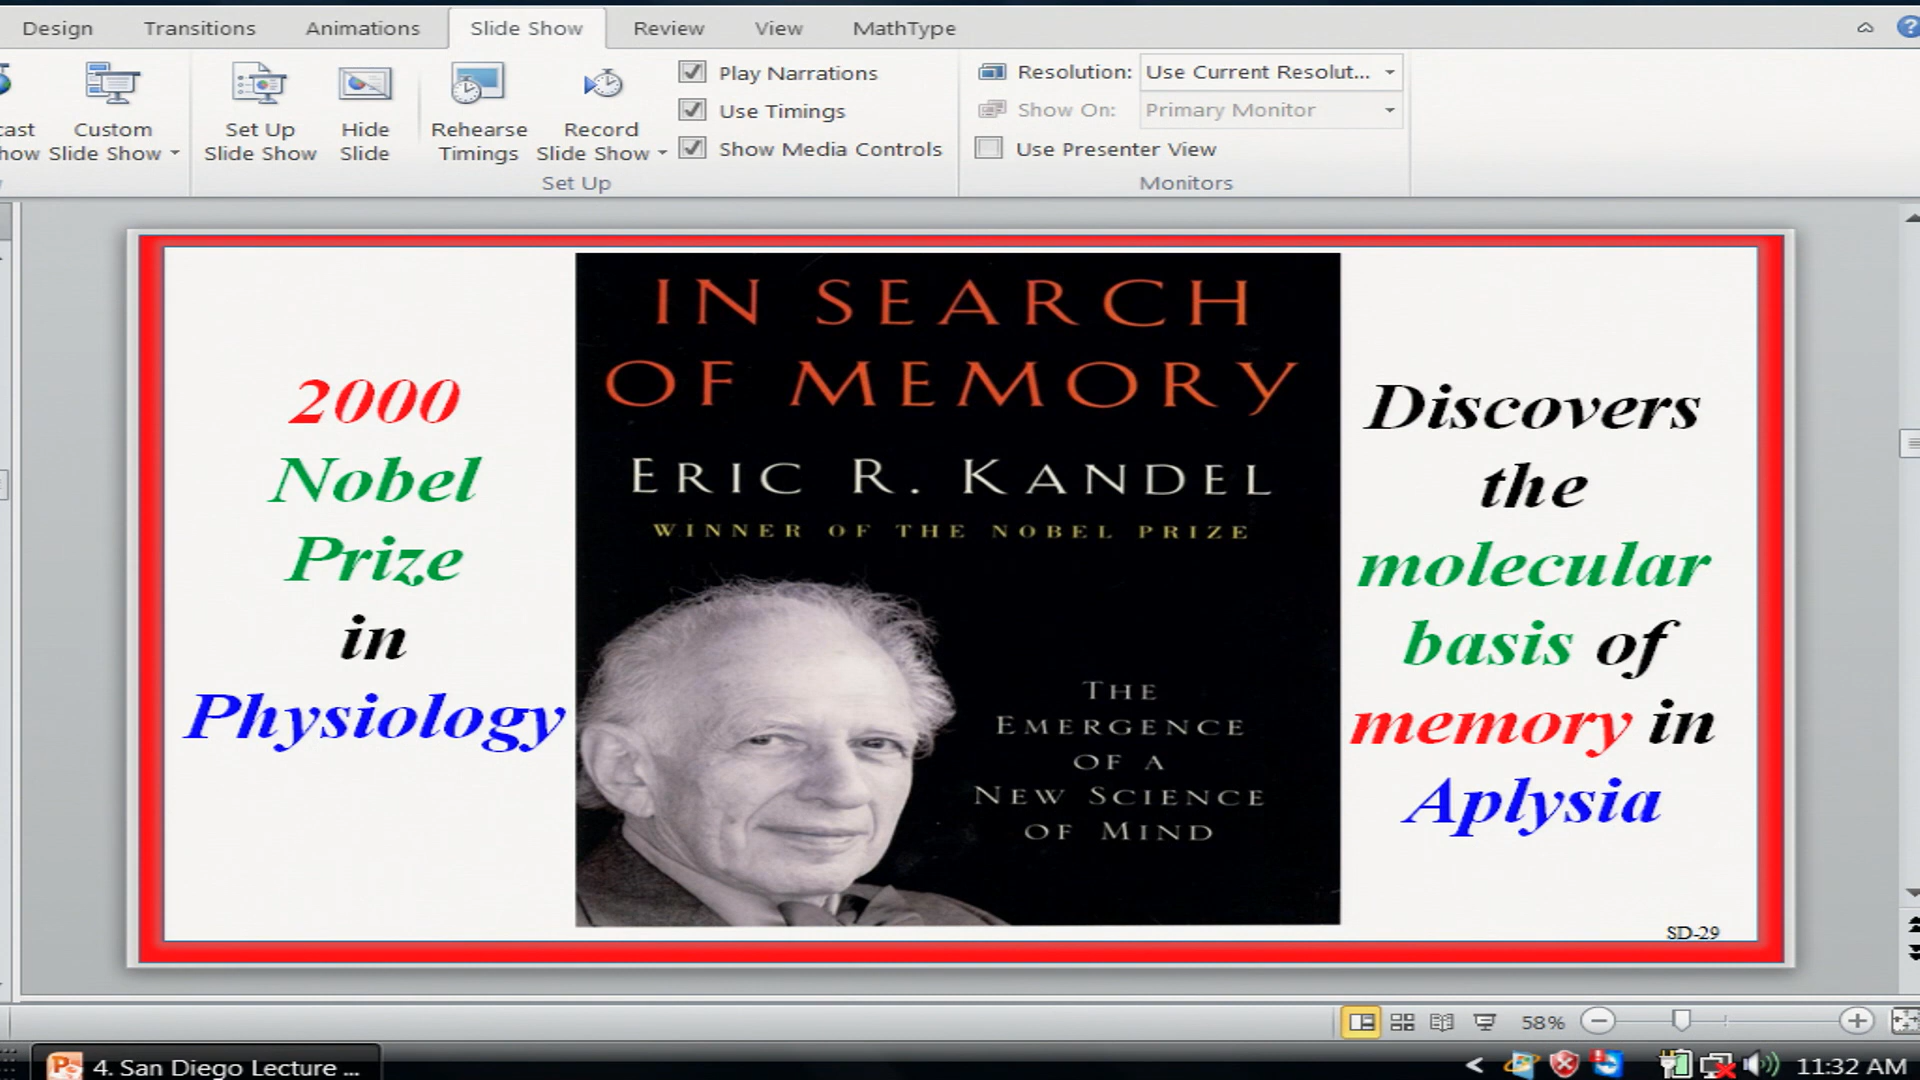 Design Transitions Animations Slide Show Review View MathType
Custom
Slide Show
Set Up
Slide Show
Hide
Slide
Rehearse
Timings
Record
Slide Show
Play Narrations
Use Timings
Show Media Controls
Set Up
Resolution: Use Current Resolut...
Show On: Primary Monitor
Use Presenter View
Monitors
2000
Nobel
Prize
in
Physiology
IN SEARCH
OF MEMORY
ERIC R. KANDEL
WINNER OF THE NOBEL PRIZE
THE
EMERGENCE
OF A
NEW SCIENCE
OF MIND
Discovers
the
molecular
basis of
memory in
Aplysia
SD-29
58%
4. San Diego Lecture ...
11:32 AM